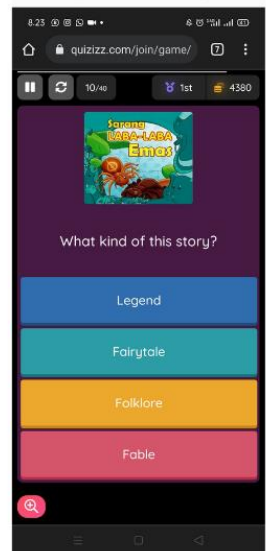 8.23
quizizz.com/join/game/
7
10/40
1st
4380
Sarang
LABA-LABA
Emas
What kind of this story?
Legend
Fairytale
Folklore
Fable